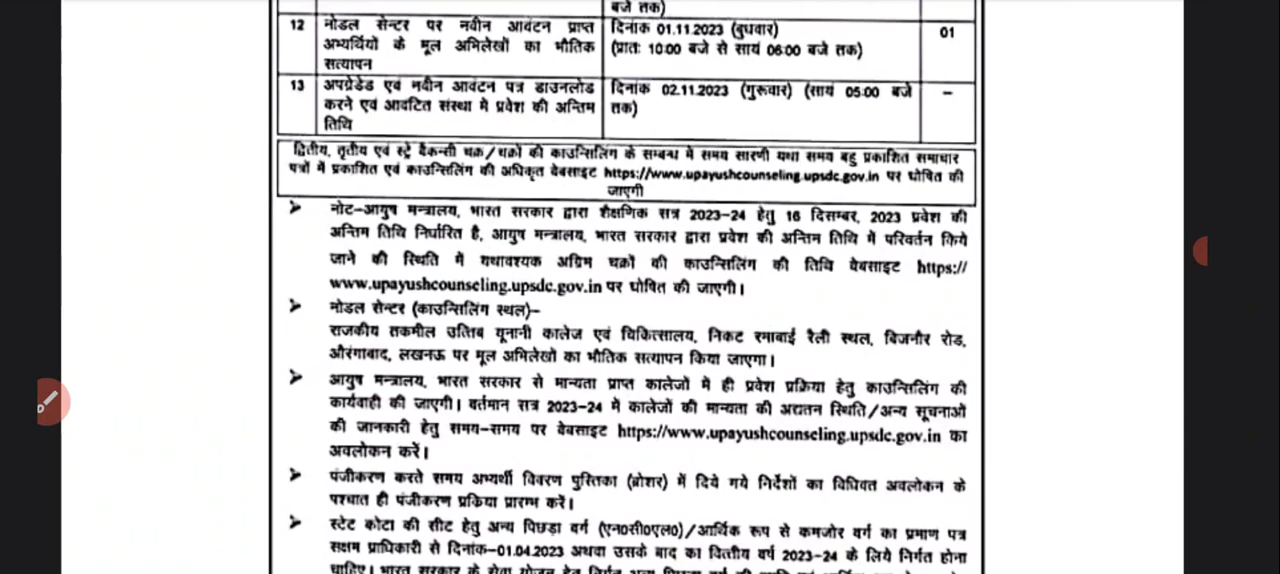 बजे तक)
12 नोडल सेन्टर पर नवीन आवंटन प्राप्त दिनांक 01.11.2023 (बुधवार) 01
अभ्यर्थियों के मूल अभिलेखों का भौतिक (प्रातः 10:00 बजे से सायं 06:00 बजे तक)
सत्यापन
13 अपग्रेडेड एवं नवीन आवंटन पत्र डाउनलोड दिनांक 02.11.2023 (गुरूवार) (सायं 05:00 बजे –
करने एवं आवंटित संस्था मे प्रवेश की अन्तिम तक)
तिथि
द्वितीय, तृतीय एवं स्ट्रे वैकन्सी चक्र/चक्रों की काउन्सिलिंग के सम्बन्ध में समय सारणी यथा समय बहु प्रकाशित समाचार
पत्रों में प्रकाशित एवं काउन्सिलिंग की अधिकृत वेबसाइट https://www.upayushcounseling.upsdc.gov.in पर घोषित की
जाएगी
➢ नोट–आयुष मन्त्रालय, भारत सरकार द्वारा शैक्षणिक सत्र 2023-24 हेतु 16 दिसम्बर, 2023 प्रवेश की
अन्तिम तिथि निर्धारित है, आयुष मन्त्रालय, भारत सरकार द्वारा प्रवेश की अन्तिम तिथि में परिवर्तन किये
जाने की स्थिति में यथावश्यक अग्रिम चक्रों की काउन्सिलिंग की तिथि वेबसाइट https://
www.upayushcounseling.upsdc.gov.in पर घोषित की जाएगी।
➢ नोडल सेन्टर (काउन्सिलिंग स्थल)–
राजकीय तकमील उत्तिब यूनानी कालेज एवं चिकित्सालय, निकट रमाबाई रैली स्थल, बिजनौर रोड,
औरंगाबाद, लखनऊ पर मूल अभिलेखों का भौतिक सत्यापन किया जाएगा।
➢ आयुष मन्त्रालय, भारत सरकार से मान्यता प्राप्त कालेजों में ही प्रवेश प्रक्रिया हेतु काउन्सिलिंग की
कार्यवाही की जाएगी। वर्तमान सत्र 2023-24 में कालेजों की मान्यता की अद्यतन स्थिति/अन्य सूचनाओं
की जानकारी हेतु समय-समय पर वेबसाइट https://www.upayushcounseling.upsdc.gov.in का
अवलोकन करें।
➢ पंजीकरण करते समय अभ्यर्थी विवरण पुस्तिका (ब्रोशर) में दिये गये निर्देशों का विधिवत अवलोकन के
पश्चात ही पंजीकरण प्रकिया प्रारम्भ करें।
➢ स्टेट कोटा की सीट हेतु अन्य पिछड़ा वर्ग (एन०सी०एल०)/आर्थिक रूप से कमजोर वर्ग का प्रमाण पत्र
सक्षम प्राधिकारी से दिनांक-01.04.2023 अथवा उसके बाद का वित्तीय वर्ष 2023-24 के लिये निर्गत होना
चाहिए। भारत सरकार के सेवा योजन हेतु निर्गत अन्य पिछड़ा वर्ग